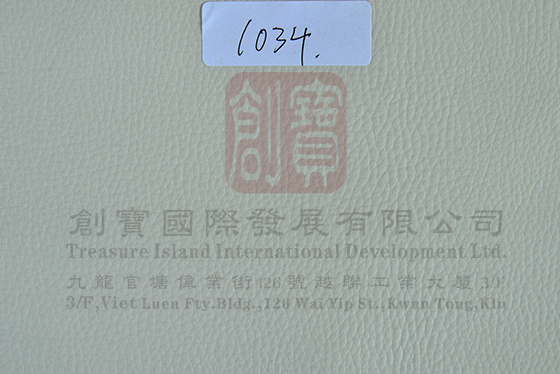 1034.
創寶
創寶國際發展有限公司
Treasure Island International Development Ltd.
九龍官塘偉業街126號越聯工業大廈3/F
3/F,Viet Luen Fty.Bldg.,126 Wai Yip St.,Kwun Tong,Kln